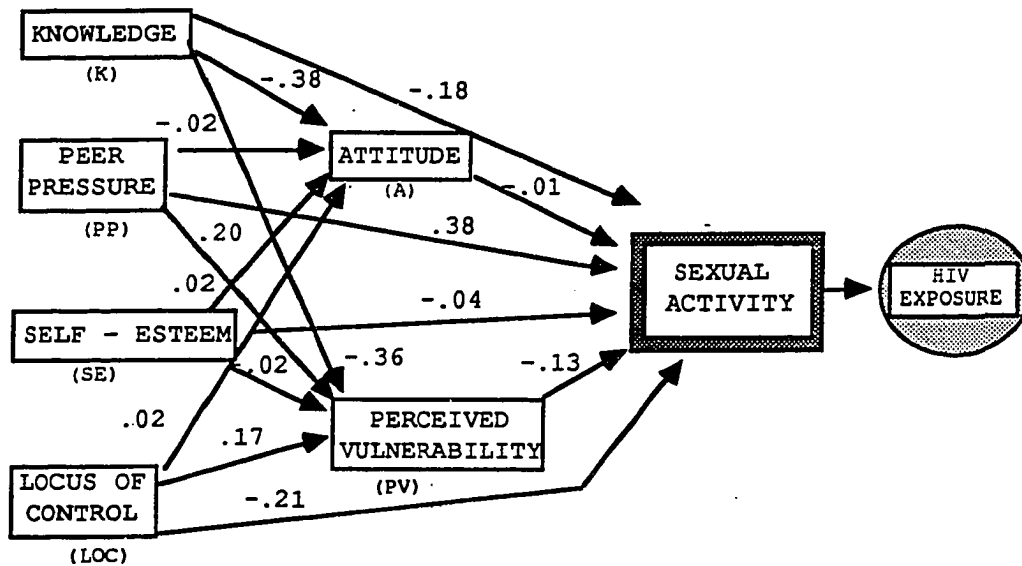 KNOWLEDGE
(K)
-.38
-.18
-.02
PEER
PRESSURE
(PP)
ATTITUDE
(A)
-.01
.20
.38
SEXUAL
ACTIVITY
HIV
EXPOSURE
.02
-.04
SELF - ESTEEM
(SE)
-.02
-.36
-.13
.02
PERCEIVED
VULNERABILITY
(PV)
.17
LOCUS OF
CONTROL
(LOC)
-.21